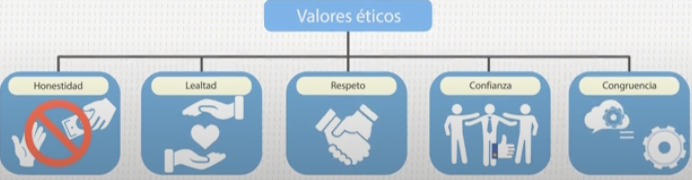 Valores éticos
Honestidad
Lealtad
Respeto
Confianza
Congruencia